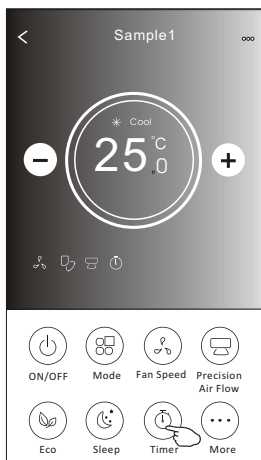 Sample1
Cool
25.0 °C
ON/OFF Mode Fan Speed Precision
Air Flow
Eco Sleep Timer More